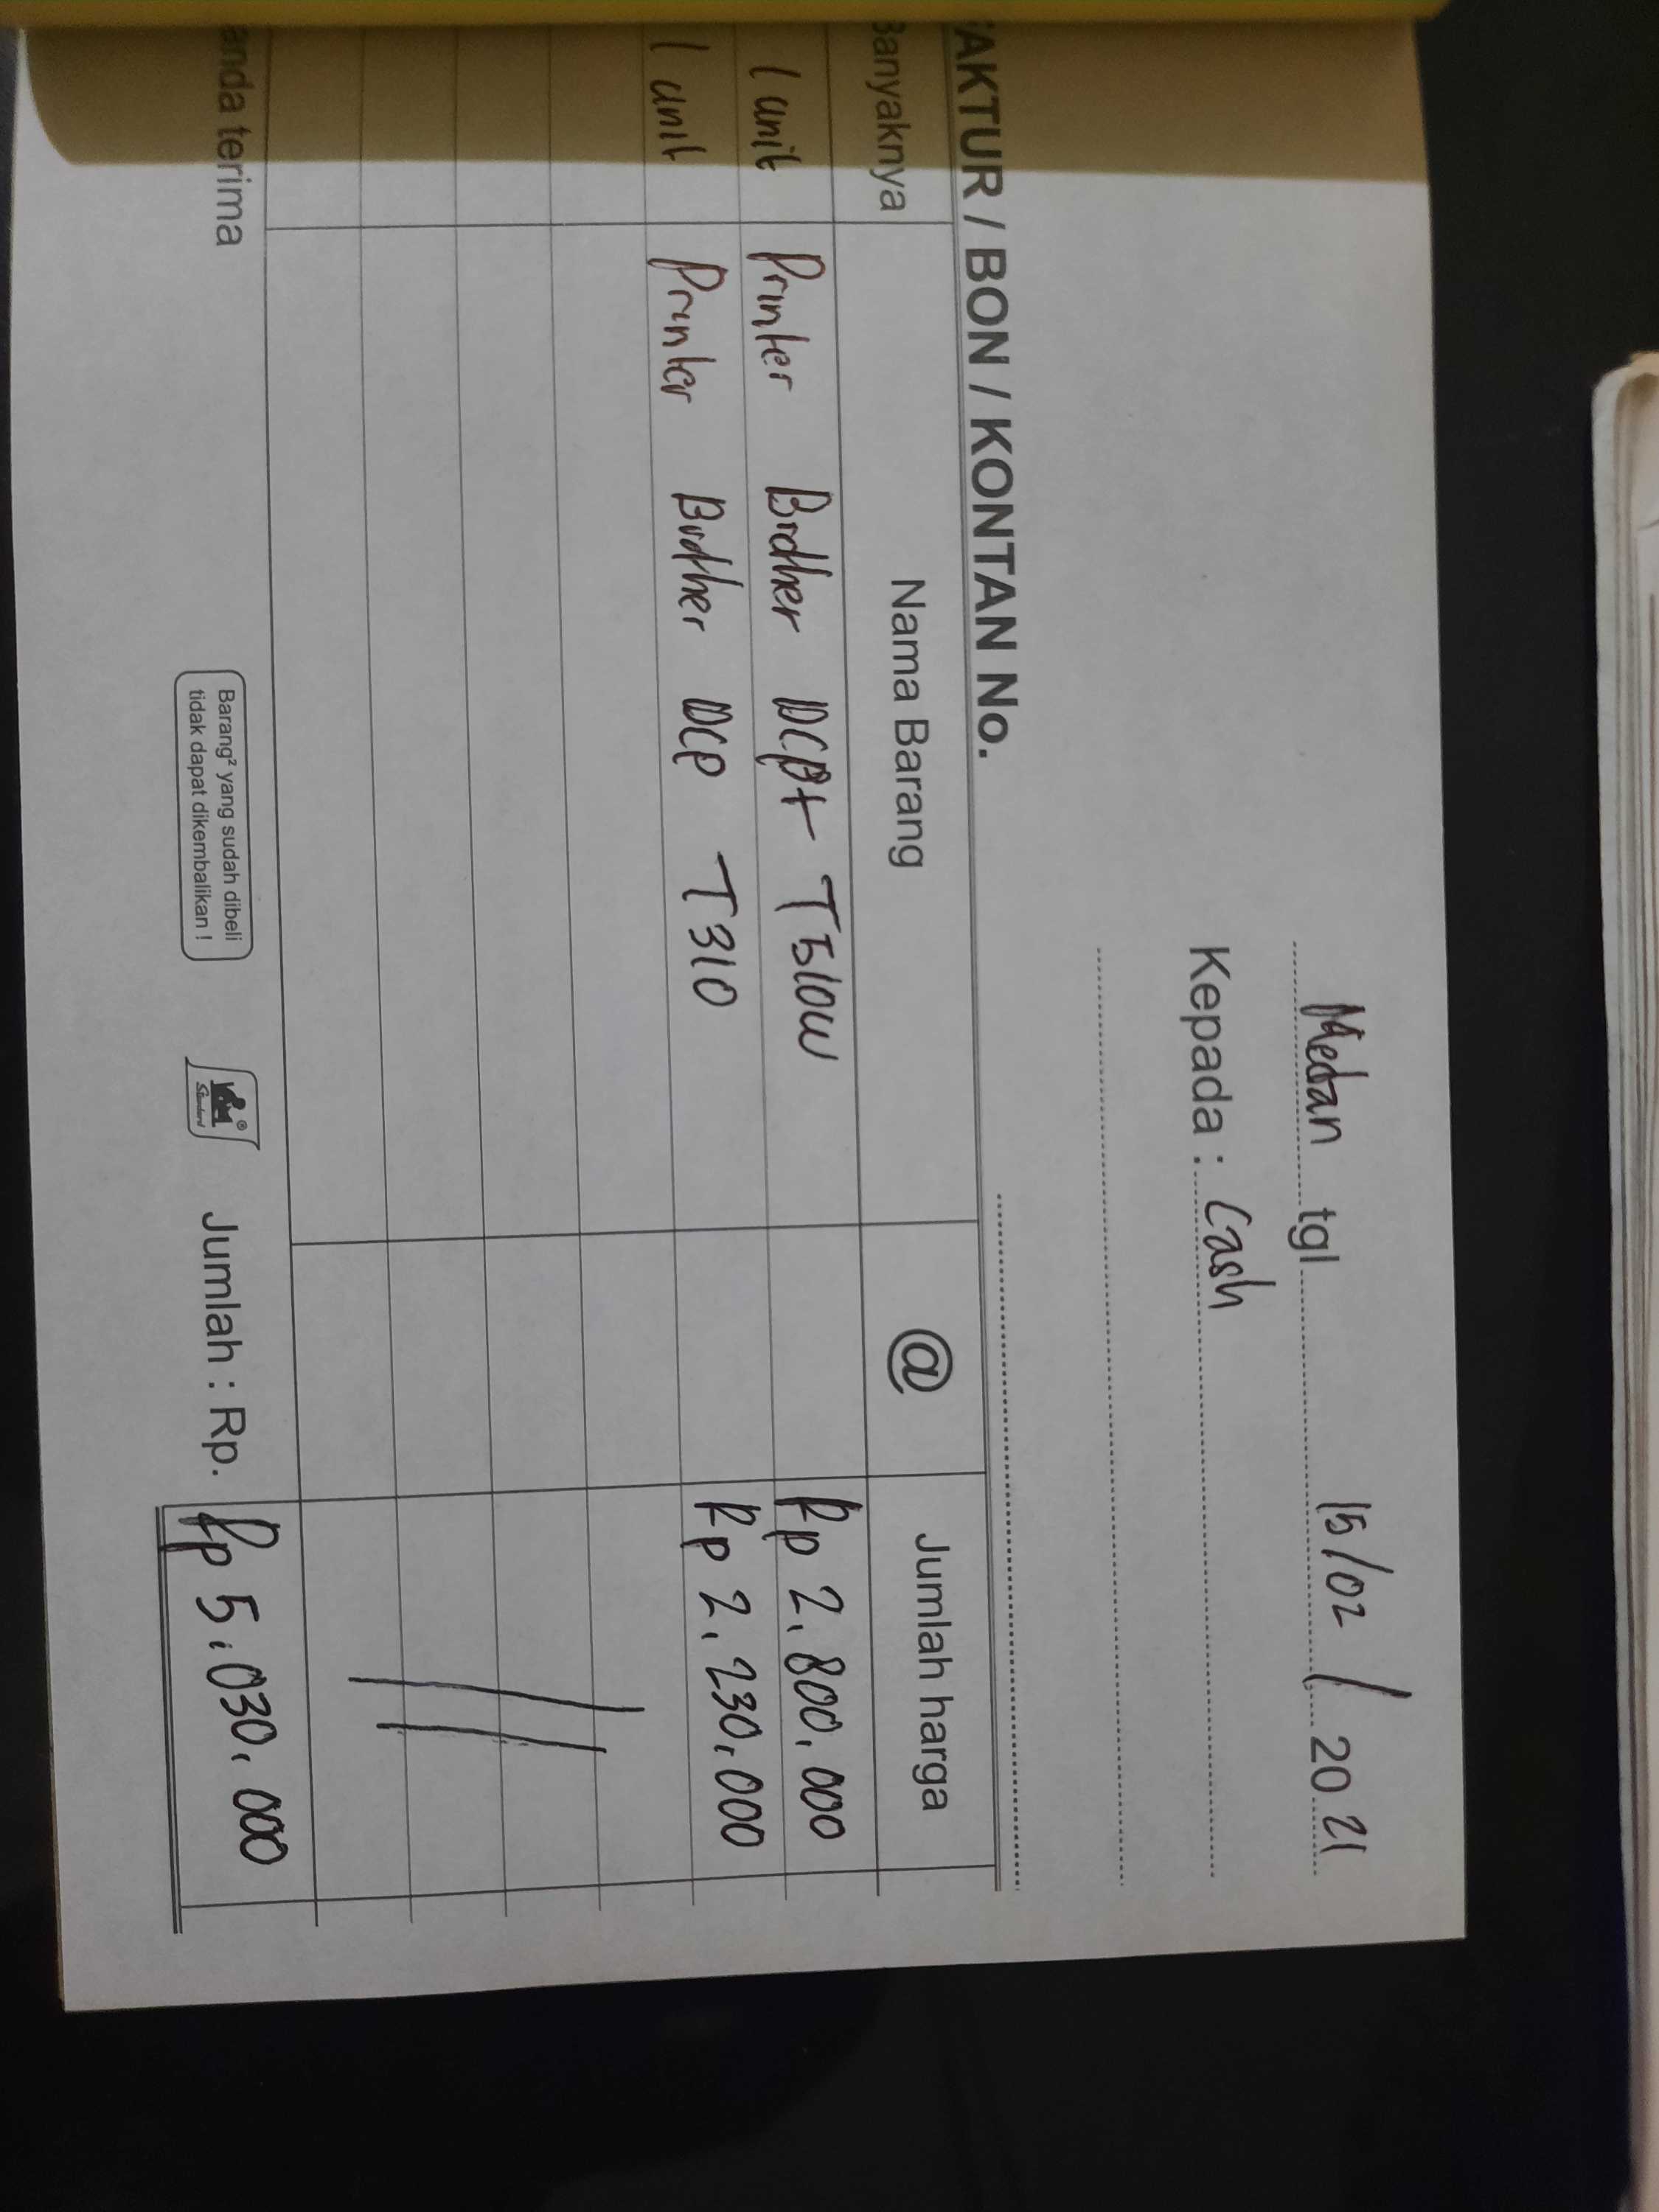 Medan tgl 15/02 / 20 21
Kepada : Cash
FAKTUR / BON / KONTAN No.
Banyaknya Nama Barang @ Jumlah harga
1 unit Printer Brother DCP T510W Rp 2.800.000
1 unit Printer Brother DCP T310 Rp 2.230.000
anda terima
Barang² yang sudah dibeli
tidak dapat dikembalikan !
Jumlah : Rp. Rp 5.030.000